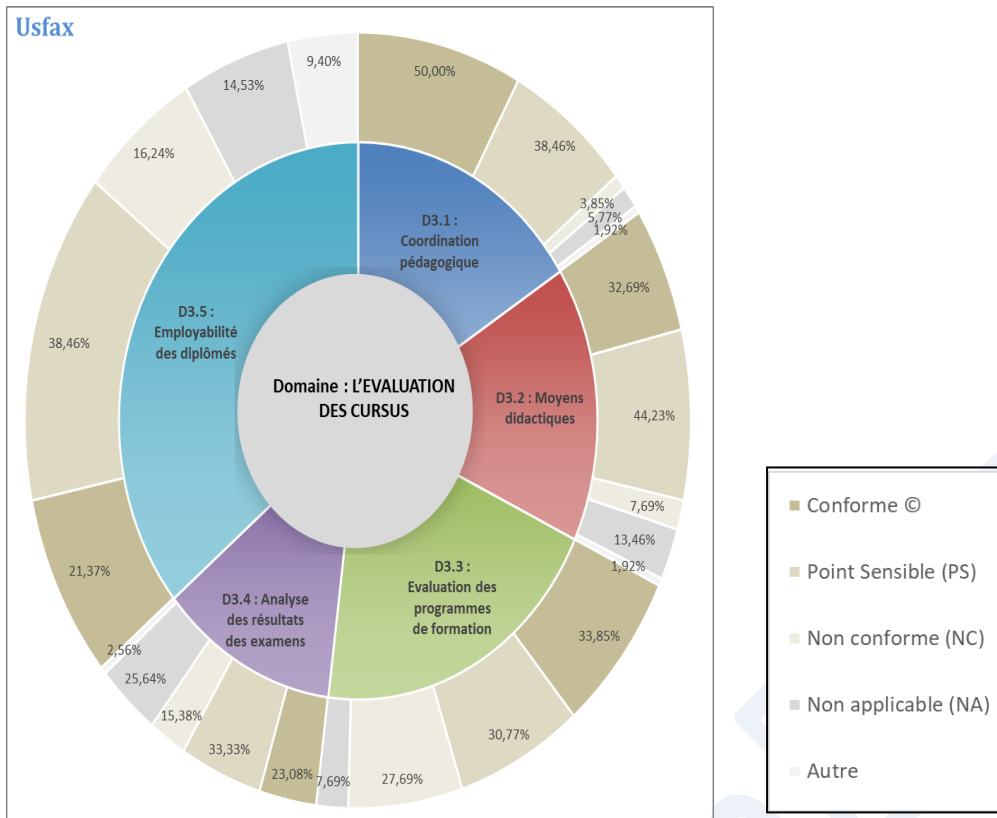 Usfax
9,40%
50,00%
14,53%
38,46%
16,24%
3,85%
5,77%
1,92%
D3.1 :
Coordination
pédagogique
32,69%
D3.5 :
Employabilité
des diplômés
38,46%
Domaine : L'EVALUATION
DES CURSUS
D3.2 : Moyens
didactiques
44,23%
7,69%
13,46%
1,92%
21,37%
D3.3 :
Evaluation des
programmes
de formation
D3.4 : Analyse
des résultats
des examens
33,85%
2,56%
25,64%
15,38%
33,33%
23,08%
7,69%
27,69%
30,77%
Conforme ©
Point Sensible (PS)
Non conforme (NC)
Non applicable (NA)
Autre